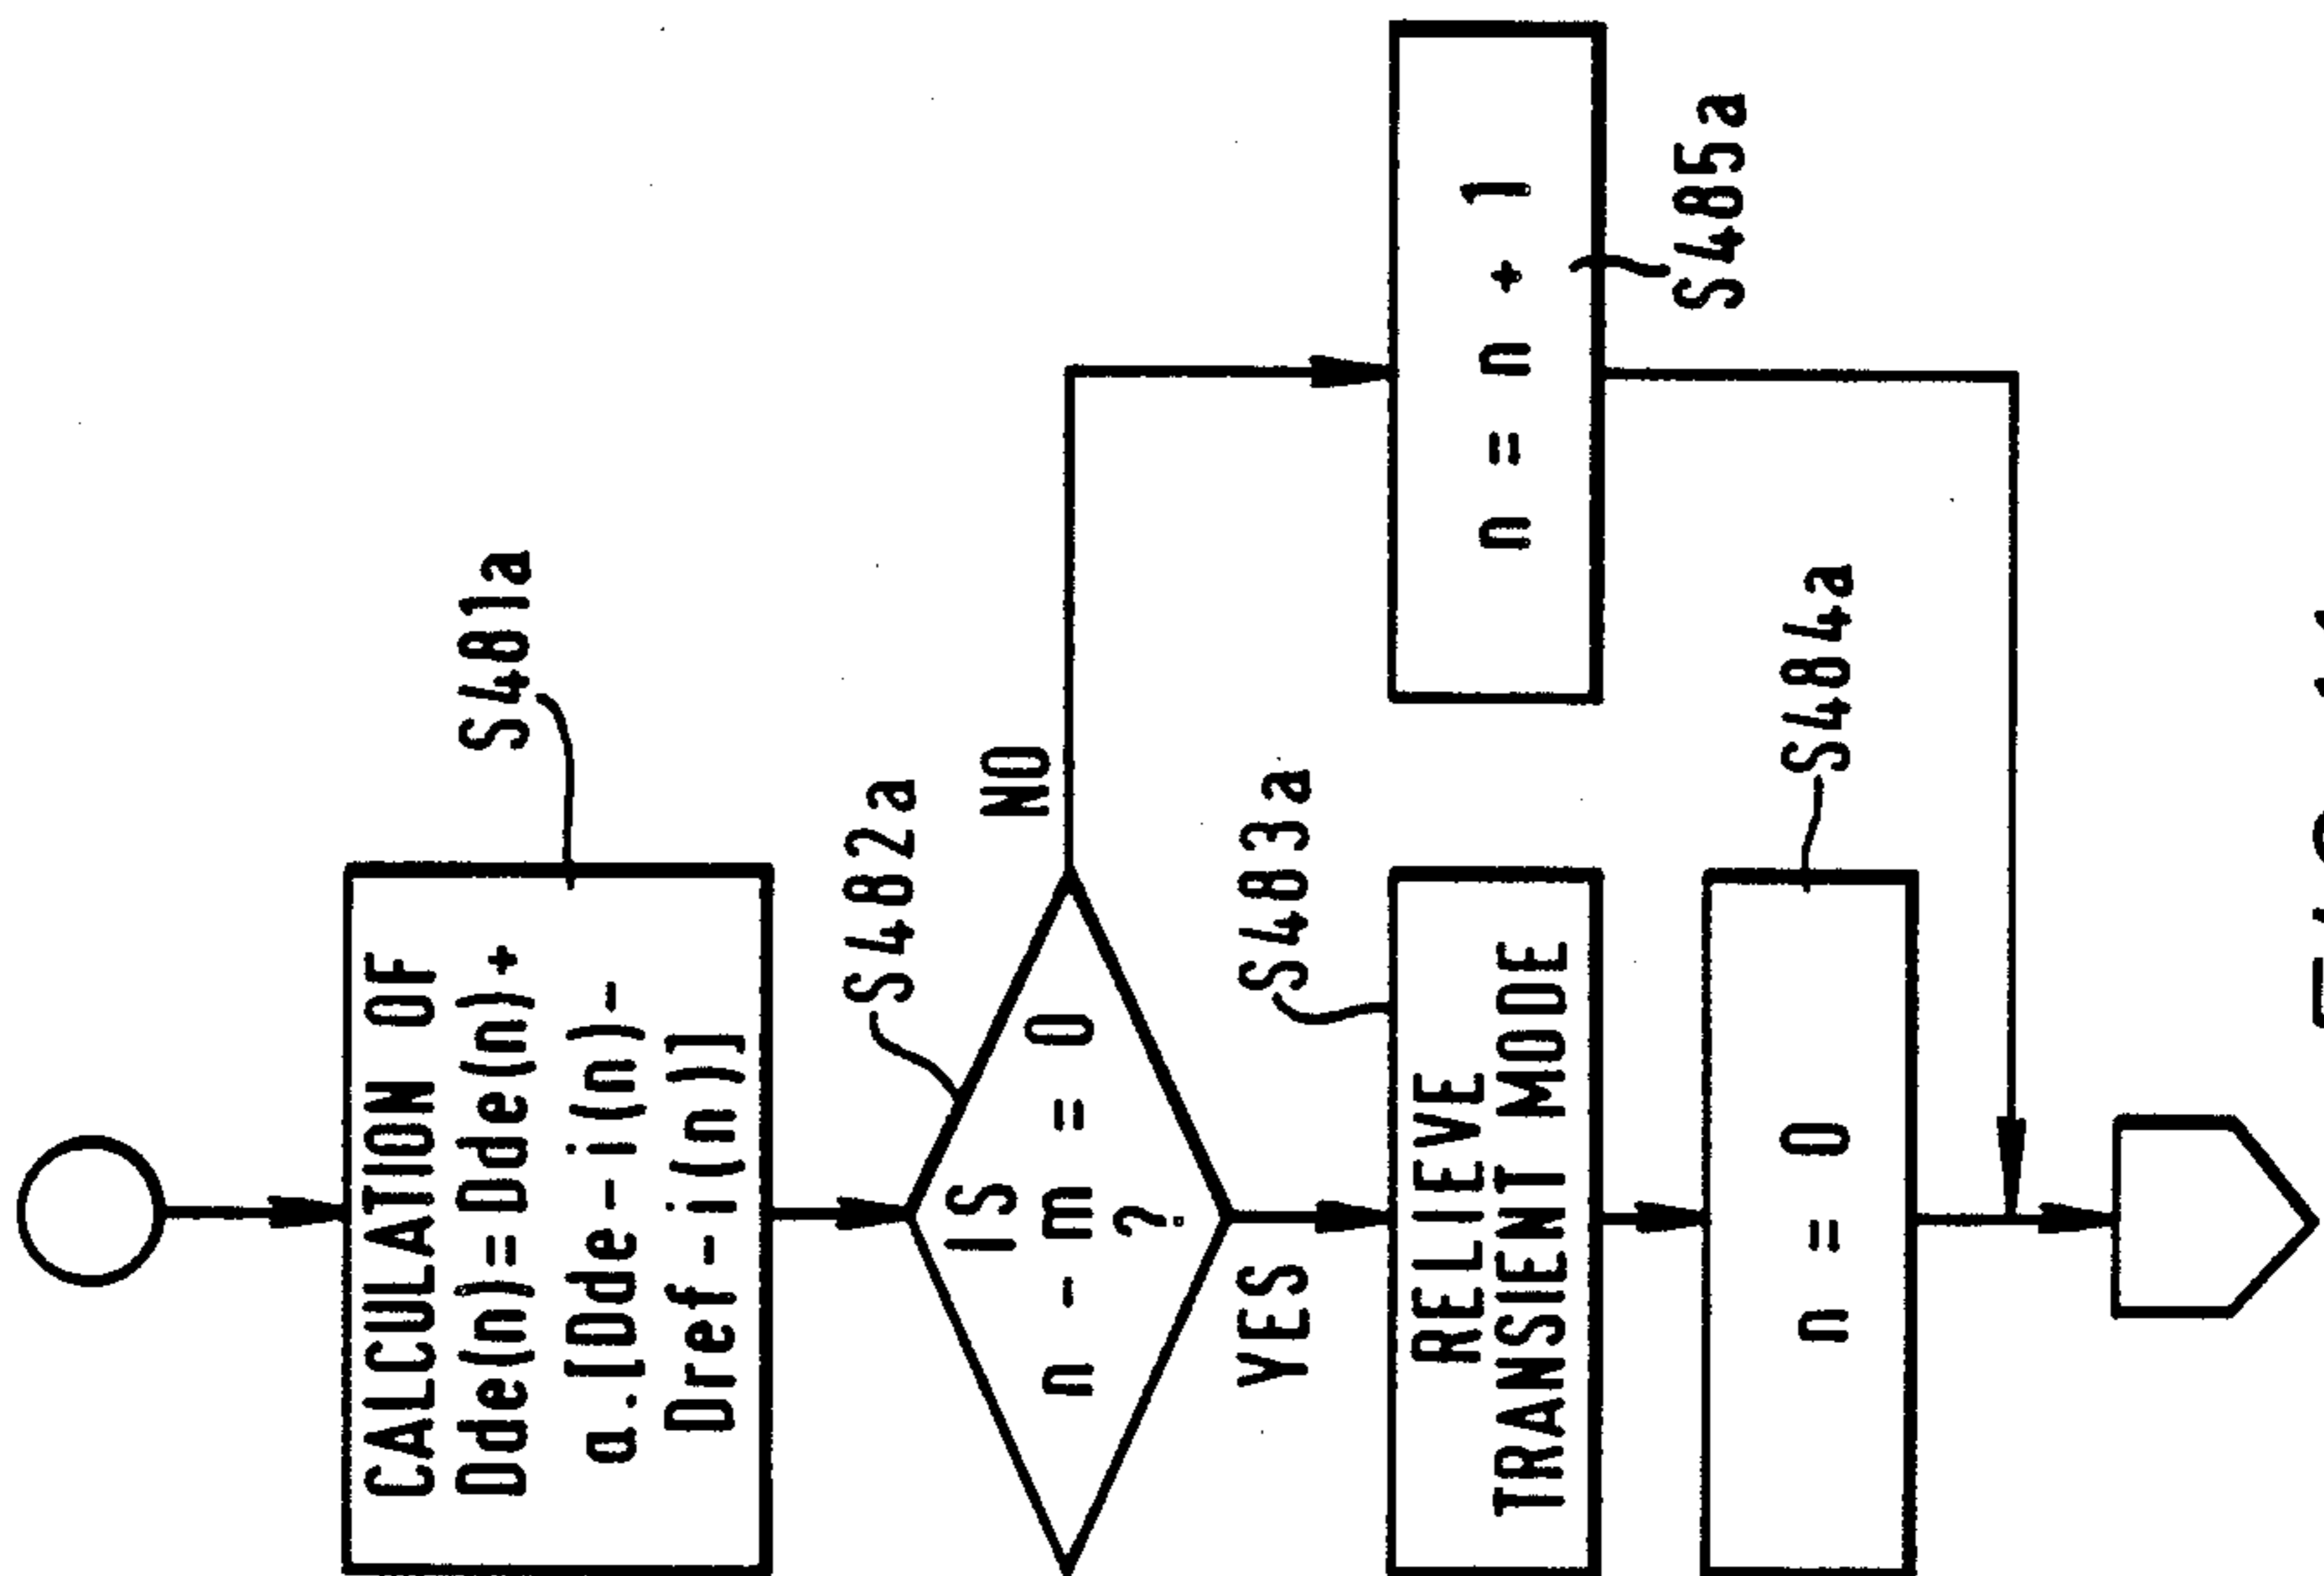 CALCULATION OF
Dde(n)=Dde(n)+
a.[Dde-i(n)-
Dref-i(n)]
S481a
S482a
IS
n - m = 0
?
NO
YES
S483a
RELIEVE
TRANSIENT MODE
n = n + 1
S485a
S484a
n = 0